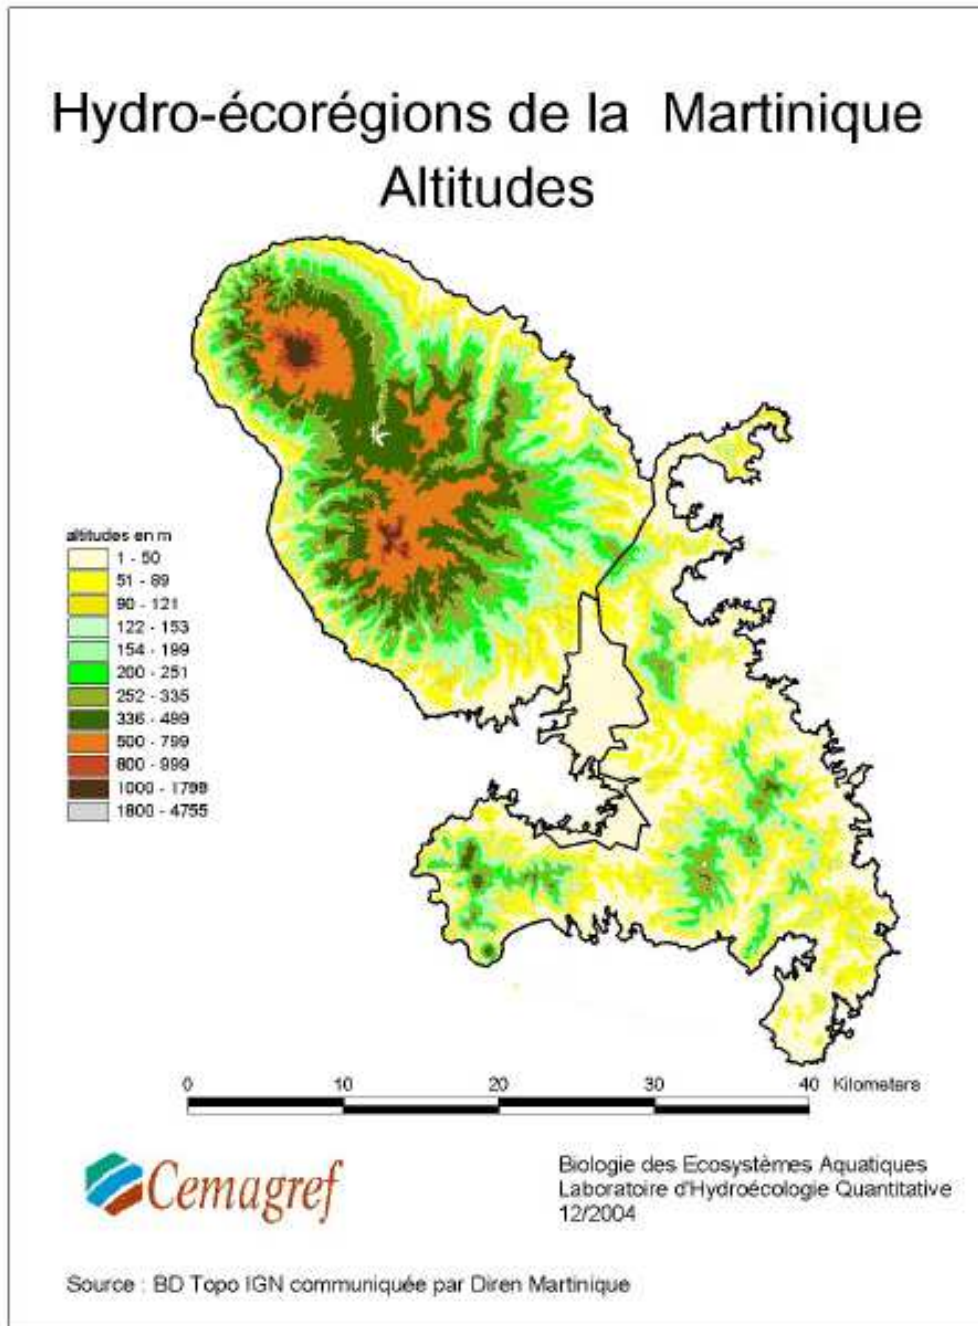 Hydro-écorégions de la Martinique
Altitudes
altitudes en m
1 - 50
51 - 89
90 - 121
122 - 153
154 - 199
200 - 251
252 - 335
336 - 499
500 - 799
800 - 999
1000 - 1799
1800 - 4755
0 10 20 30 40 Kilometers
Cemagref
Biologie des Ecosystèmes Aquatiques
Laboratoire d'Hydroécologie Quantitative
12/2004
Source : BD Topo IGN communiquée par Diren Martinique